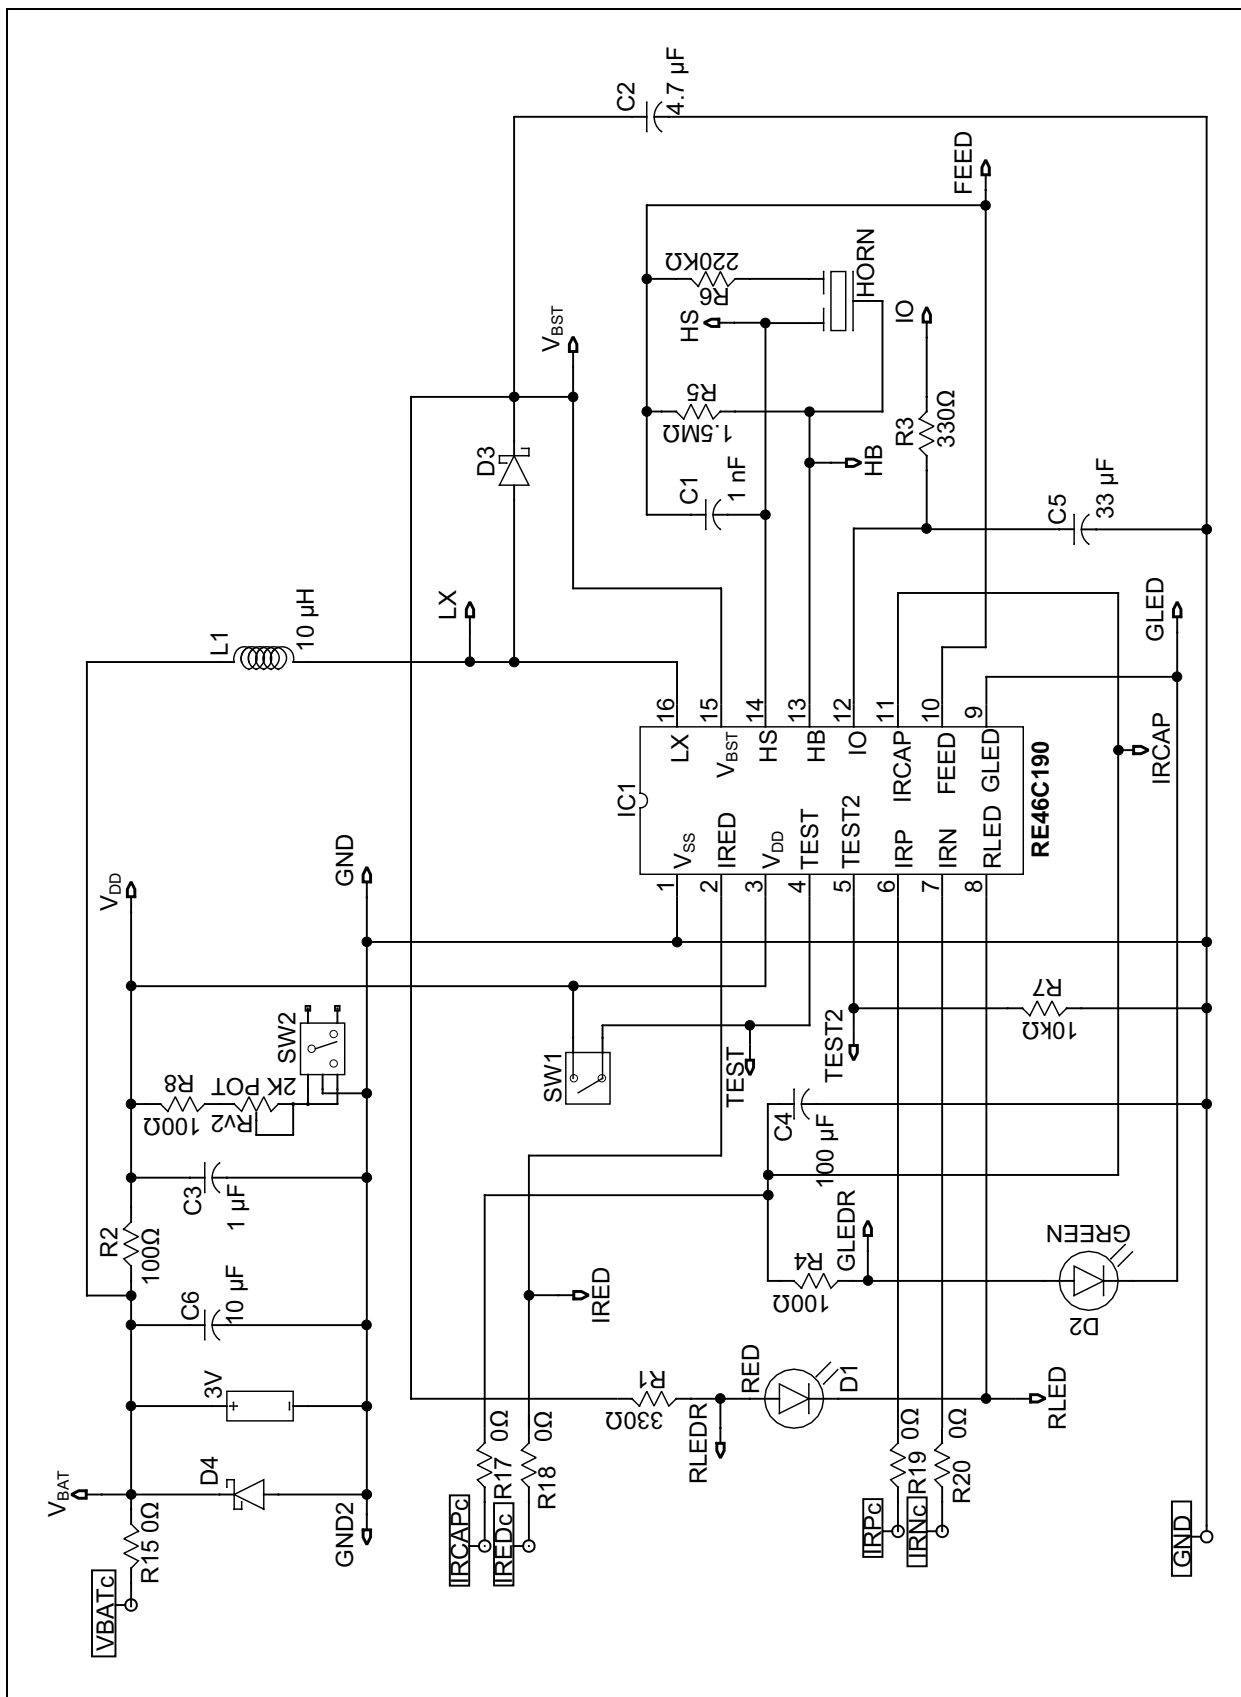 VBATc
R15 0Ω
VBAT
D4
GND2
3V
+
-
C6
10 µF
R2
100Ω
C3
1 µF
R8
100Ω
Rv2
2K POT
SW2
VDD
GND
L1
10 µH
LX
D3
VBST
C2
4.7 µF
IRCAPc
R17
0Ω
IREDc
R18
0Ω
IRED
SW1
TEST
R1
330Ω
RLEDR
RED
D1
RLED
IRPc
R19
0Ω
IRNc
R20
0Ω
GND
R4
100Ω
GLEDR
GREEN
D2
C4
100 µF
TEST2
R7
10kΩ
IC1
1
VSS
2
IRED
3
VDD
4
TEST
5
TEST2
6
IRP
7
IRN
8
RLED
LX
16
VBST
15
HS
14
HB
13
IO
12
IRCAP
11
FEED
10
GLED
9
RE46C190
IRCAP
GLED
C1
1 nF
R5
1.5MΩ
HB
HS
R6
220KΩ
HORN
R3
330Ω
IO
C5
33 µF
FEED